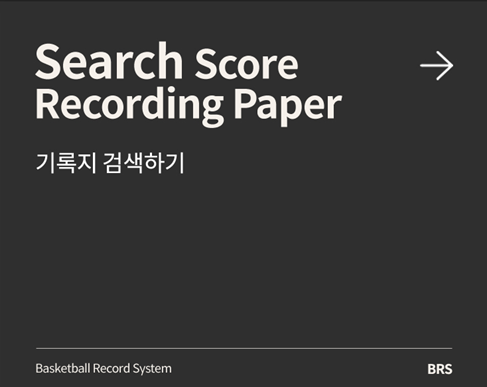 Search Score
Recording Paper
기록지 검색하기
Basketball Record System
BRS